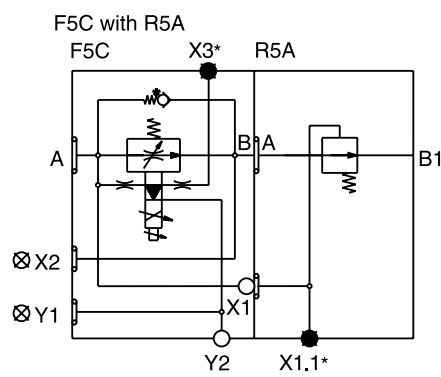 F5C with R5A
F5C X3* R5A
A B A B1
X2
X1
Y1
Y2 X1.1*